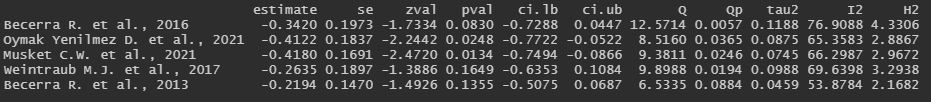 estimate se zval pval ci.lb ci.ub Q Qp tau2 I2 H2
Becerra R. et al., 2016 -0.3420 0.1973 -1.7334 0.0830 -0.7288 0.0447 12.5714 0.0057 0.1188 76.9088 4.3306
Oymak Yenilmez D. et al., 2021 -0.4122 0.1837 -2.2442 0.0248 -0.7722 -0.0522 8.5160 0.0365 0.0875 65.3583 2.8867
Musket C.W. et al., 2021 -0.4180 0.1691 -2.4720 0.0134 -0.7494 -0.0866 9.3811 0.0246 0.0745 66.2987 2.9672
Weintraub M.J. et al., 2017 -0.2635 0.1897 -1.3886 0.1649 -0.6353 0.1084 9.8988 0.0194 0.0988 69.6398 3.2938
Becerra R. et al., 2013 -0.2194 0.1470 -1.4926 0.1355 -0.5075 0.0687 6.5335 0.0884 0.0459 53.8784 2.1682